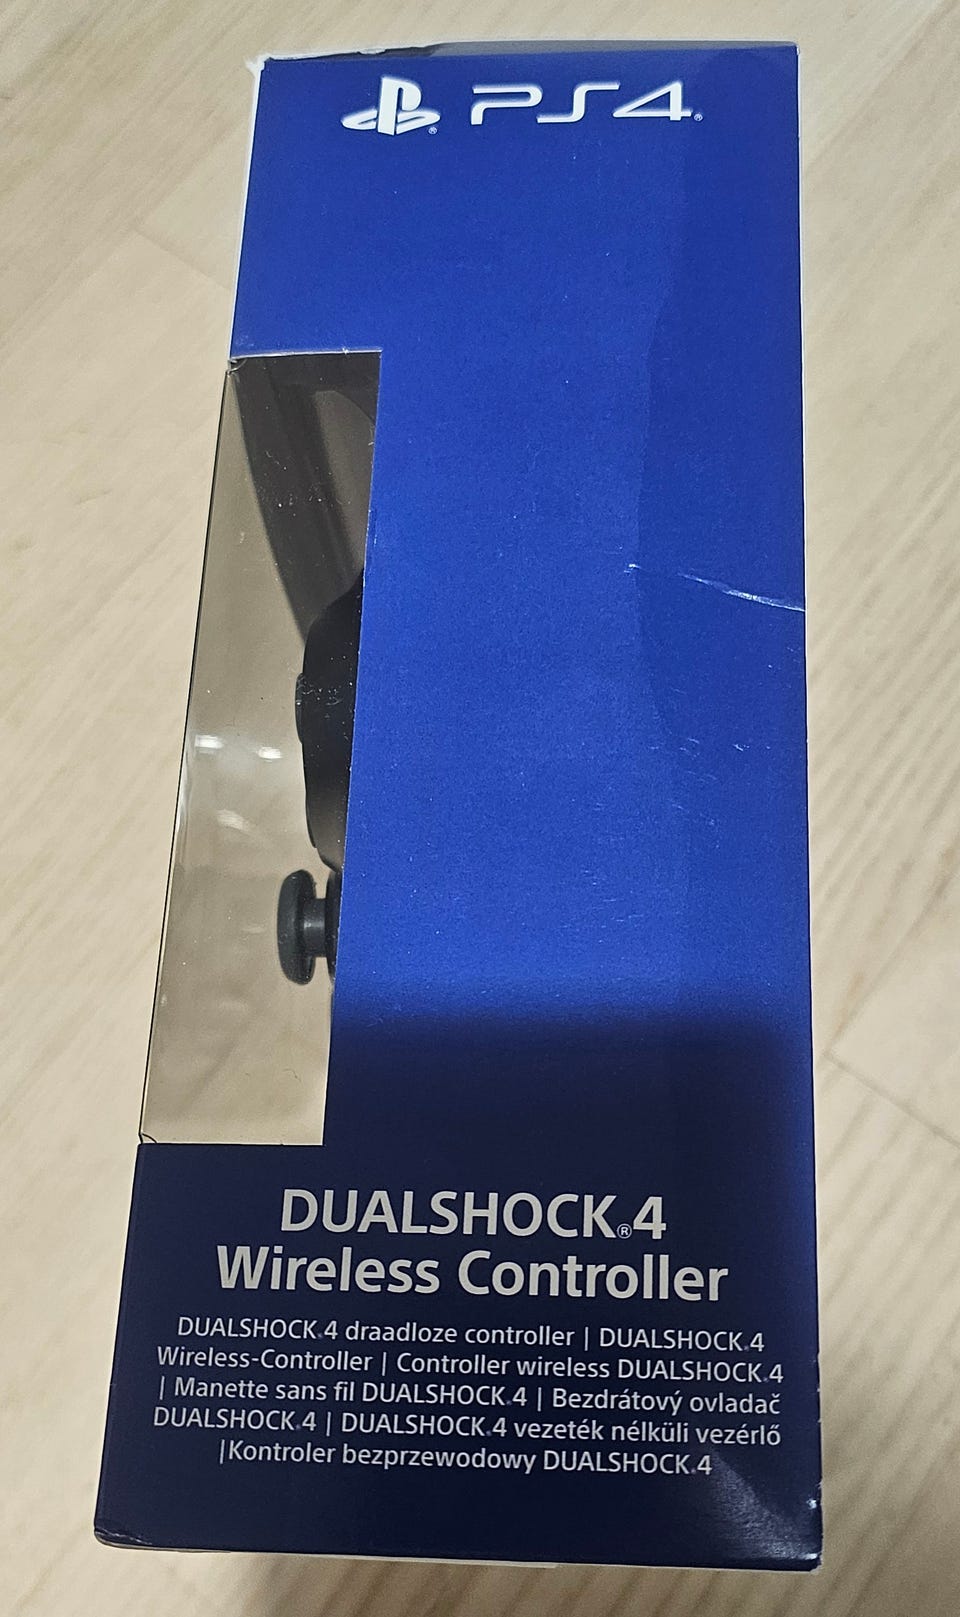 PS4®
DUALSHOCK®4
Wireless Controller
DUALSHOCK®4 draadloze controller | DUALSHOCK®4
Wireless-Controller | Controller wireless DUALSHOCK®4
| Manette sans fil DUALSHOCK®4 | Bezdrátový ovladač
DUALSHOCK®4 | DUALSHOCK®4 vezeték nélküli vezérlő
|Kontroler bezprzewodowy DUALSHOCK®4